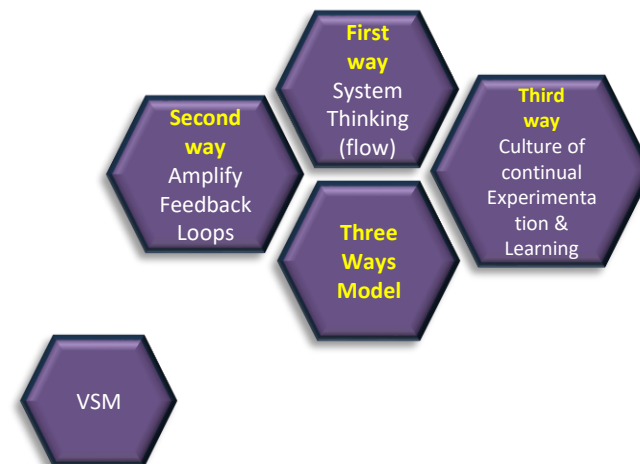 First
way
System
Thinking
(flow)
Second
way
Amplify
Feedback
Loops
Third
way
Culture of
continual
Experimenta
tion &
Learning
Three
Ways
Model
VSM